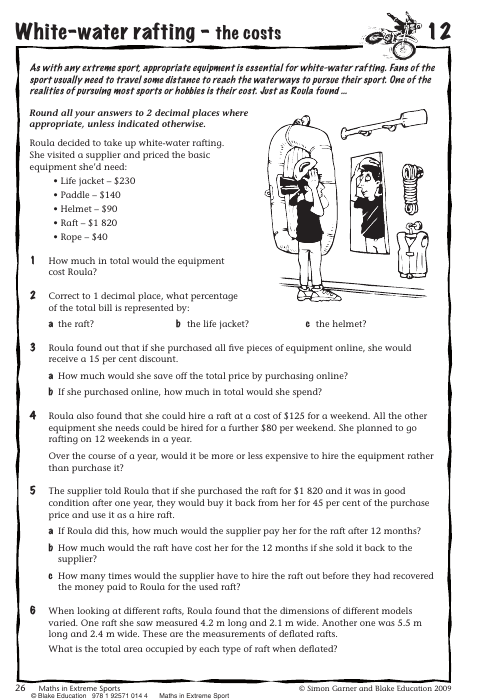 White-water rafting – the costs
12
As with any extreme sport, appropriate equipment is essential for white-water rafting. Fans of the
sport usually need to travel some distance to reach the waterways to pursue their sport. One of the
realities of pursuing most sports or hobbies is their cost. Just as Roula found ...
Round all your answers to 2 decimal places where
appropriate, unless indicated otherwise.
Roula decided to take up white-water rafting.
She visited a supplier and priced the basic
equipment she'd need:
• Life jacket – $230
• Paddle – $140
• Helmet – $90
• Raft – $1 820
• Rope – $40
1 How much in total would the equipment
cost Roula?
2 Correct to 1 decimal place, what percentage
of the total bill is represented by:
a the raft? b the life jacket? c the helmet?
3 Roula found out that if she purchased all five pieces of equipment online, she would
receive a 15 per cent discount.
a How much would she save off the total price by purchasing online?
b If she purchased online, how much in total would she spend?
4 Roula also found that she could hire a raft at a cost of $125 for a weekend. All the other
equipment she needs could be hired for a further $80 per weekend. She planned to go
rafting on 12 weekends in a year.
Over the course of a year, would it be more or less expensive to hire the equipment rather
than purchase it?
5 The supplier told Roula that if she purchased the raft for $1 820 and it was in good
condition after one year, they would buy it back from her for 45 per cent of the purchase
price and use it as a hire raft.
a If Roula did this, how much would the supplier pay her for the raft after 12 months?
b How much would the raft have cost her for the 12 months if she sold it back to the
supplier?
c How many times would the supplier have to hire the raft out before they had recovered
the money paid to Roula for the used raft?
6 When looking at different rafts, Roula found that the dimensions of different models
varied. One raft she saw measured 4.2 m long and 2.1 m wide. Another one was 5.5 m
long and 2.4 m wide. These are the measurements of deflated rafts.
What is the total area occupied by each type of raft when deflated?
26 Maths in Extreme Sports © Simon Garner and Blake Education 2009
© Blake Education 978 1 92571 014 4 Maths in Extreme Sport